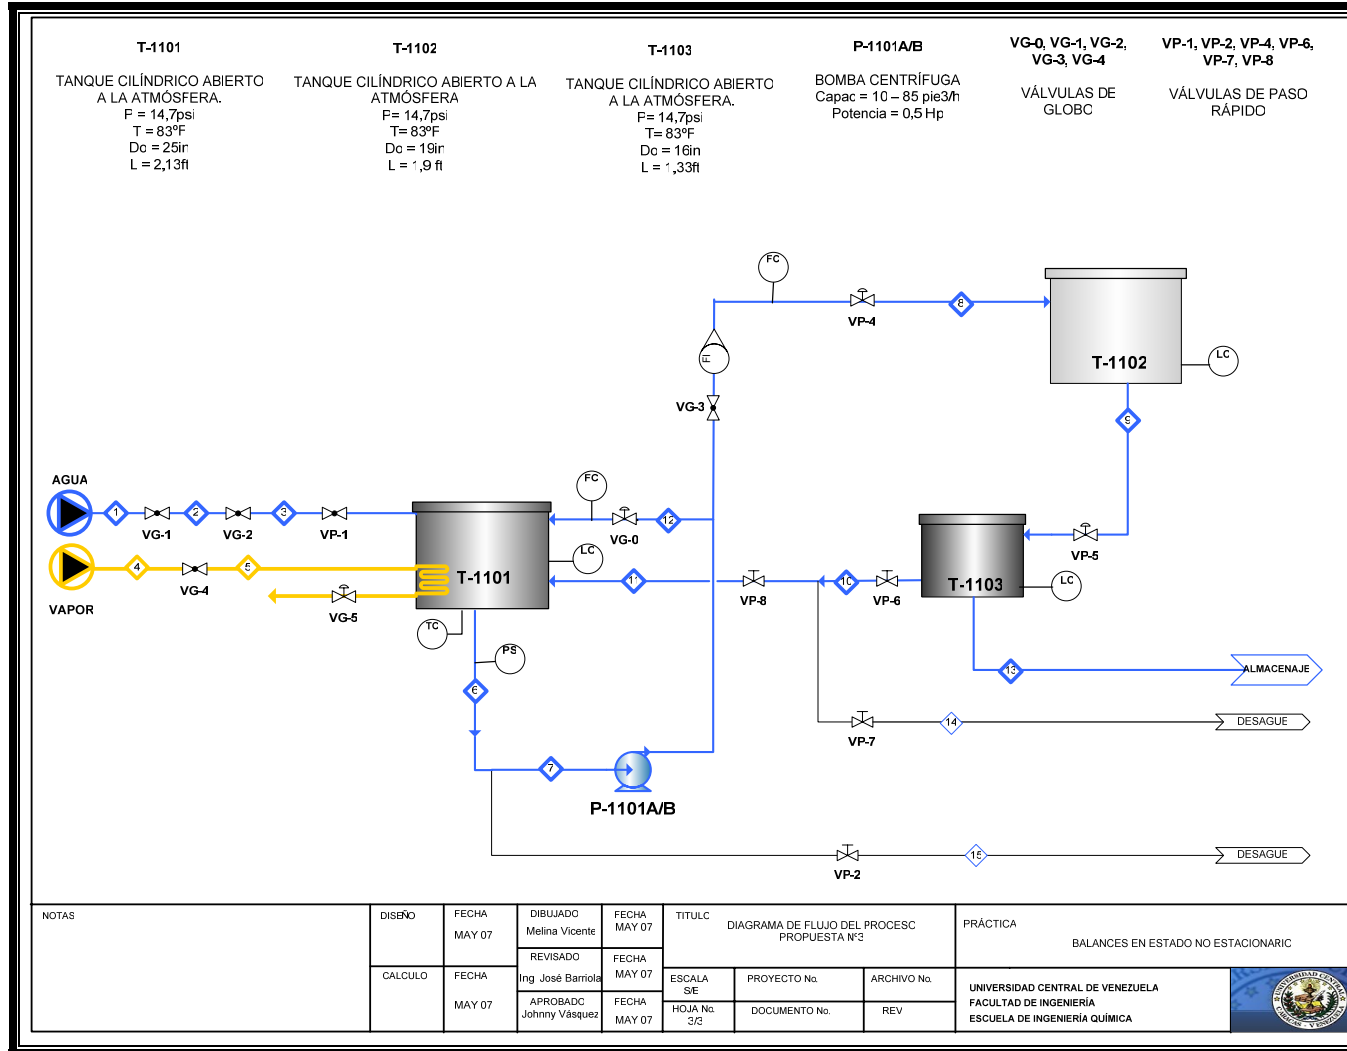 T-1101
TANQUE CILÍNDRICO ABIERTO
A LA ATMÓSFERA.
P = 14,7psi
T = 83ºF
Do = 25in
L = 2,13ft
T-1102
TANQUE CILÍNDRICO ABIERTO A LA
ATMÓSFERA
P= 14,7psi
T= 83ºF
Do = 19in
L = 1,9 ft
T-1103
TANQUE CILÍNDRICO ABIERTO
A LA ATMÓSFERA.
P= 14,7psi
T= 83ºF
Do = 16in
L = 1,33ft
P-1101A/B
BOMBA CENTRÍFUGA
Capac = 10 – 85 pie3/h
Potencia = 0,5 Hp
VG-0, VG-1, VG-2,
VG-3, VG-4
VÁLVULAS DE
GLOBO
VP-1, VP-2, VP-4, VP-6,
VP-7, VP-8
VÁLVULAS DE PASO
RÁPIDO
FC
VP-4
8
FI
VG-3
T-1102
LC
9
AGUA
1
VG-1
2
VG-2
3
VP-1
FC
VG-0
12
LC
T-1101
VAPOR
4
VG-4
5
VG-5
TC
PS
11
VP-8
10
VP-6
T-1103
LC
VP-5
6
13
ALMACENAJE
VP-7
14
DESAGUE
7
P-1101A/B
VP-2
15
DESAGUE
NOTAS
DISEÑO
FECHA
MAY 07
DIBUJADO
Melina Vicente
FECHA
MAY 07
TITULO
DIAGRAMA DE FLUJO DEL PROCESO
PROPUESTA Nº3
PRÁCTICA
BALANCES EN ESTADO NO ESTACIONARIO
CALCULO
FECHA
MAY 07
REVISADO
Ing. José Barriola
FECHA
MAY 07
APROBADO
Johnny Vásquez
FECHA
MAY 07
ESCALA
S/E
PROYECTO No.
ARCHIVO No.
HOJA No.
3/3
DOCUMENTO No.
REV
UNIVERSIDAD CENTRAL DE VENEZUELA
FACULTAD DE INGENIERÍA
ESCUELA DE INGENIERÍA QUÍMICA
UNIVERSIDAD CENTRAL
CARACAS - VENEZUELA